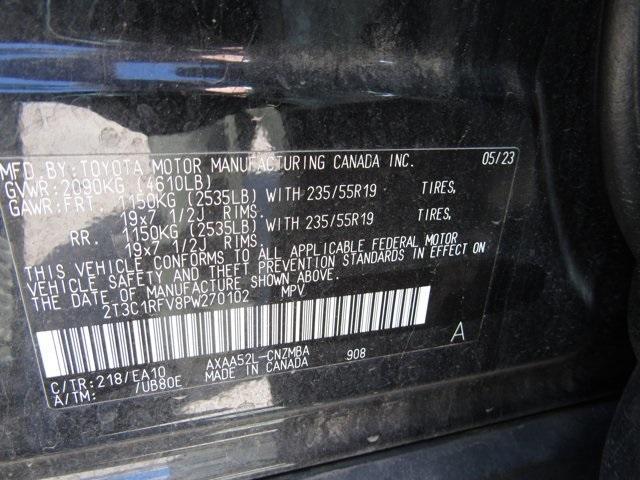 MFD. BY: TOYOTA MOTOR MANUFACTURING CANADA INC. 05/23
GVWR: 2090KG (4610LB)
GAWR: FRT. 1150KG (2535LB) WITH 235/55R19 TIRES,
19x7 1/2J RIMS.
RR. 1150KG (2535LB) WITH 235/55R19 TIRES,
19x7 1/2J RIMS.
THIS VEHICLE CONFORMS TO ALL APPLICABLE FEDERAL MOTOR
VEHICLE SAFETY AND THEFT PREVENTION STANDARDS IN EFFECT ON
THE DATE OF MANUFACTURE SHOWN ABOVE.
2T3C1RFV8PW270102 MPV
A
C/TR: 218/EA10 AXAA52L-CNZMBA 908
A/TM: /UB80E MADE IN CANADA